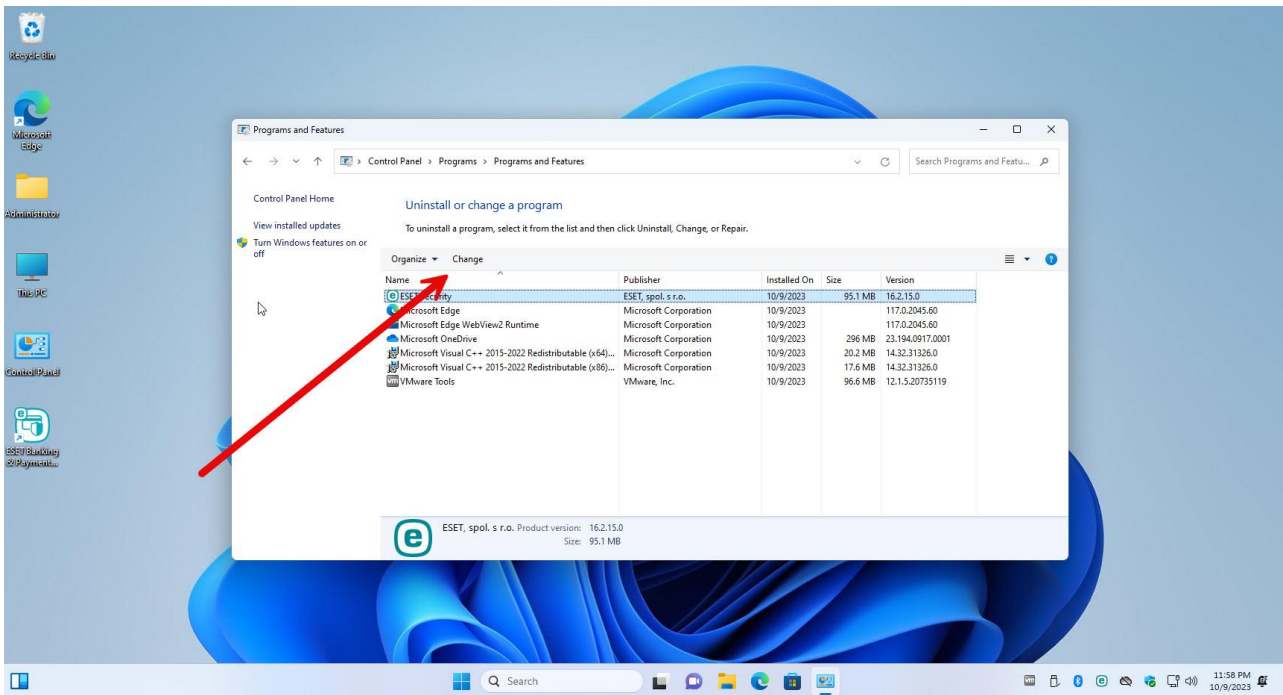 Recycle Bin
Microsoft
Edge
Administrator
This PC
Control Panel
ESET Banking
& Payment...
Programs and Features
Control Panel > Programs > Programs and Features
Search Programs and Featu...
Control Panel Home
View installed updates
Turn Windows features on or
off
Uninstall or change a program
To uninstall a program, select it from the list and then click Uninstall, Change, or Repair.
Organize Change
Name Publisher Installed On Size Version
ESET Security ESET, spol. s r.o. 10/9/2023 95.1 MB 16.2.15.0
Microsoft Edge Microsoft Corporation 10/9/2023 117.0.2045.60
Microsoft Edge WebView2 Runtime Microsoft Corporation 10/9/2023 117.0.2045.60
Microsoft OneDrive Microsoft Corporation 10/9/2023 296 MB 23.194.0917.0001
Microsoft Visual C++ 2015-2022 Redistributable (x64)... Microsoft Corporation 10/9/2023 20.2 MB 14.32.31326.0
Microsoft Visual C++ 2015-2022 Redistributable (x86)... Microsoft Corporation 10/9/2023 17.6 MB 14.32.31326.0
vm VMware Tools VMware, Inc. 10/9/2023 96.6 MB 12.1.5.20735119
e ESET, spol. s r.o. Product version: 16.2.15.0
Size: 95.1 MB
Search
11:58 PM
10/9/2023